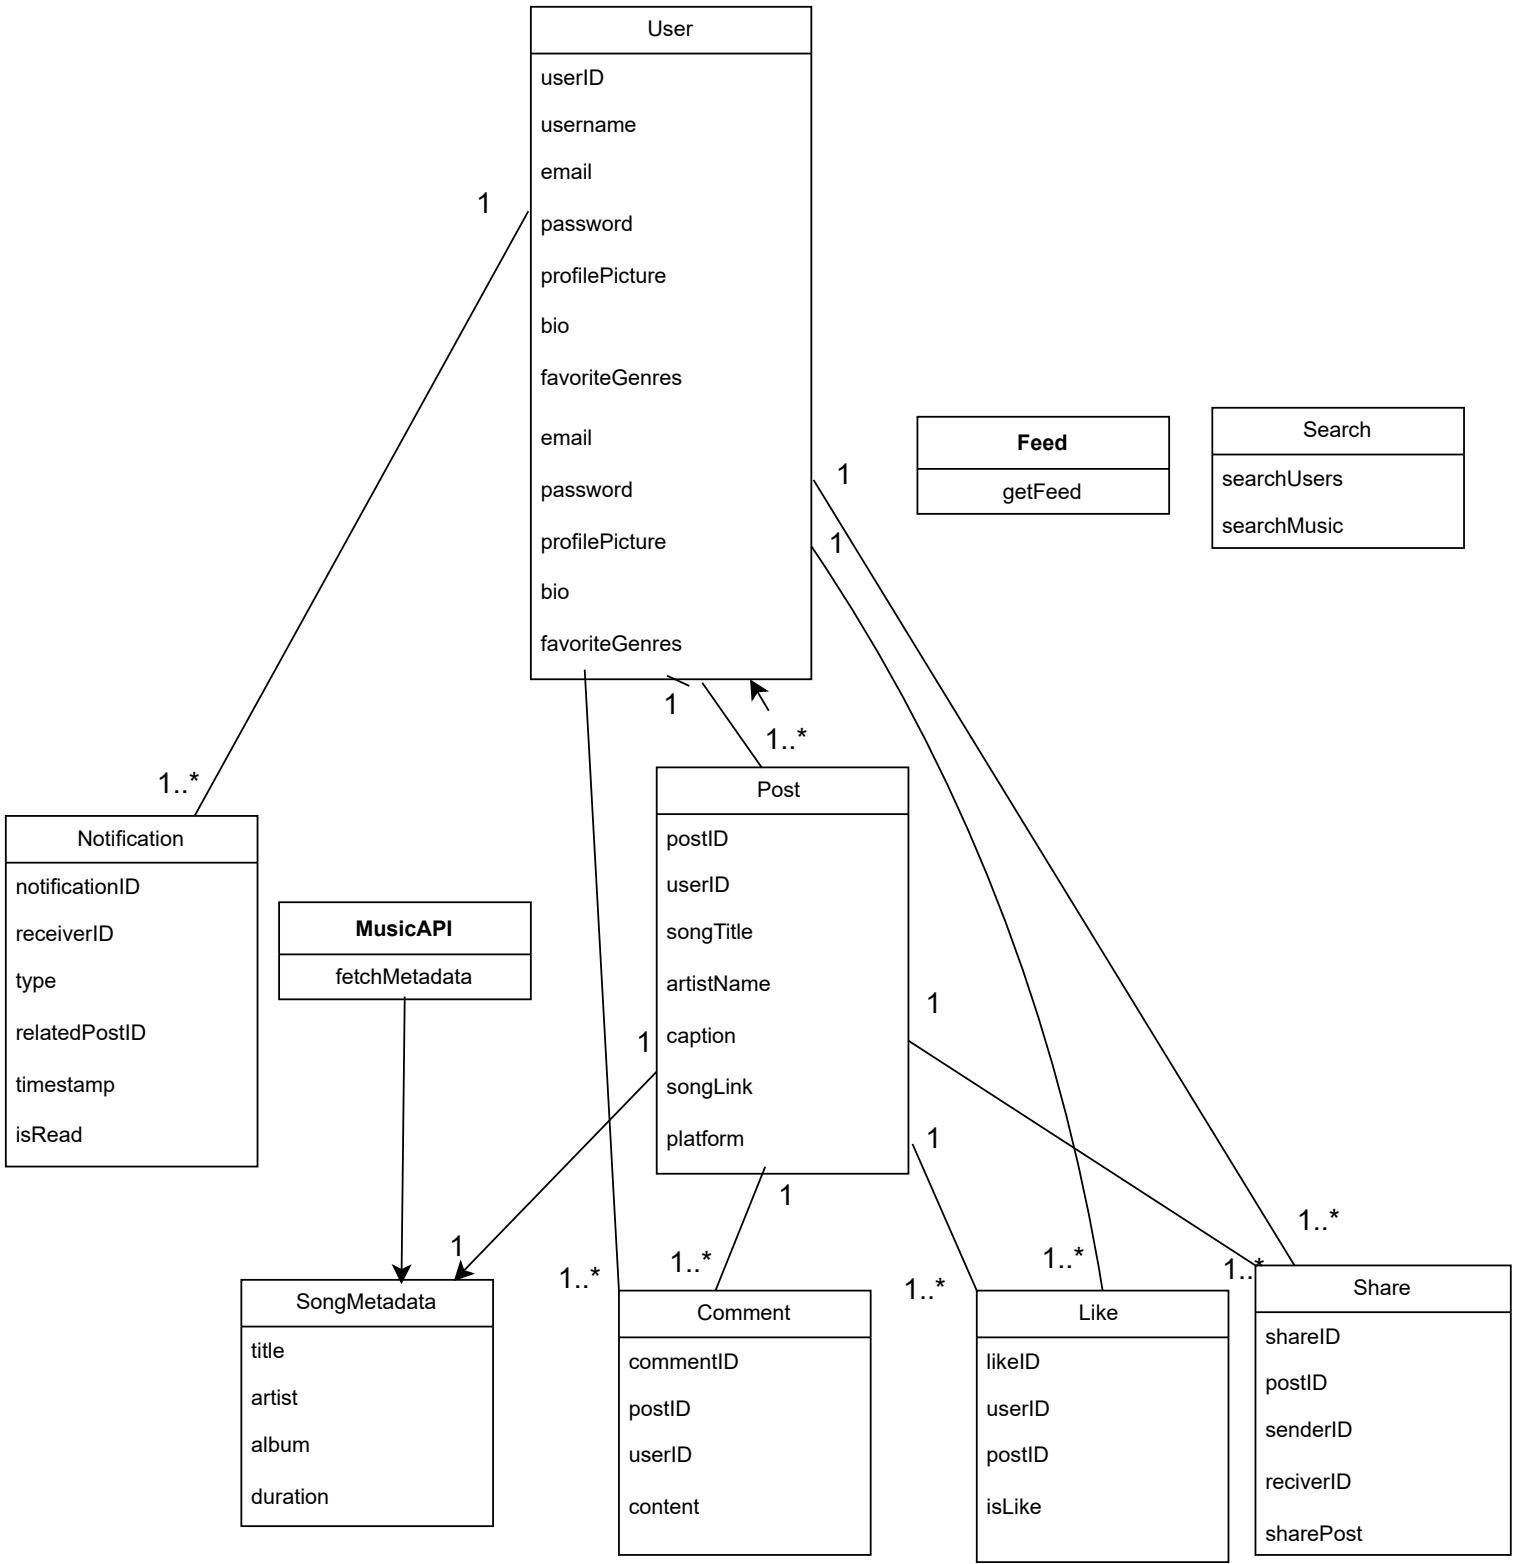 User
userID
username
email
password
profilePicture
bio
favoriteGenres
email
password
profilePicture
bio
favoriteGenres
1
1..*
1
1
1
1..*
Feed
getFeed
Search
searchUsers
searchMusic
Notification
notificationID
receiverID
type
relatedPostID
timestamp
isRead
MusicAPI
fetchMetadata
Post
postID
userID
songTitle
artistName
caption
songLink
platform
1
1
1
1
1
1..*
1..*
1..*
1..*
1..*
1..*
SongMetadata
title
artist
album
duration
Comment
commentID
postID
userID
content
Like
likeID
userID
postID
isLike
Share
shareID
postID
senderID
reciverID
sharePost